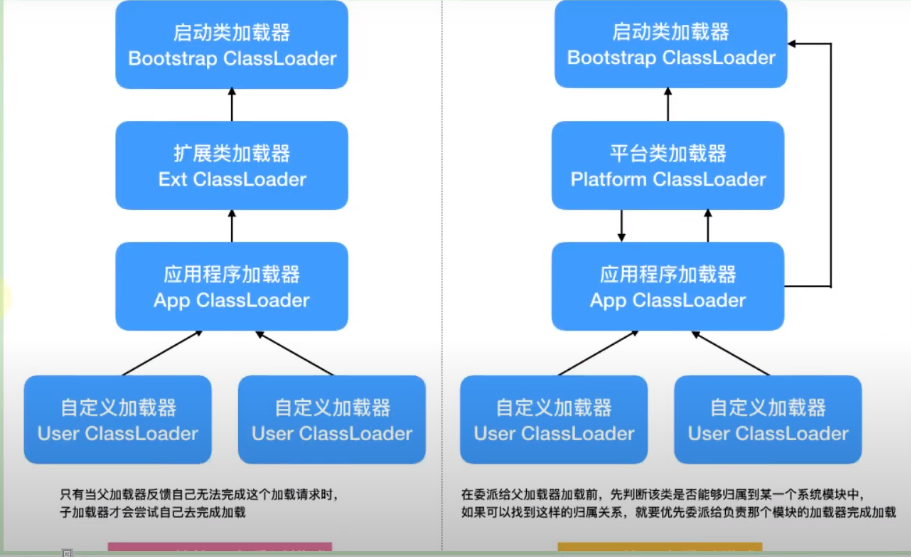 启动类加载器
Bootstrap ClassLoader
扩展类加载器
Ext ClassLoader
应用程序加载器
App ClassLoader
自定义加载器
User ClassLoader
自定义加载器
User ClassLoader
只有当父加载器反馈自己无法完成这个加载请求时，
子加载器才会尝试自己去完成加载
启动类加载器
Bootstrap ClassLoader
平台类加载器
Platform ClassLoader
应用程序加载器
App ClassLoader
自定义加载器
User ClassLoader
自定义加载器
User ClassLoader
在委派给父加载器加载前，先判断该类是否能够归属到某一个系统模块中，
如果可以找到这样的归属关系，就要优先委派给负责那个模块的加载器完成加载